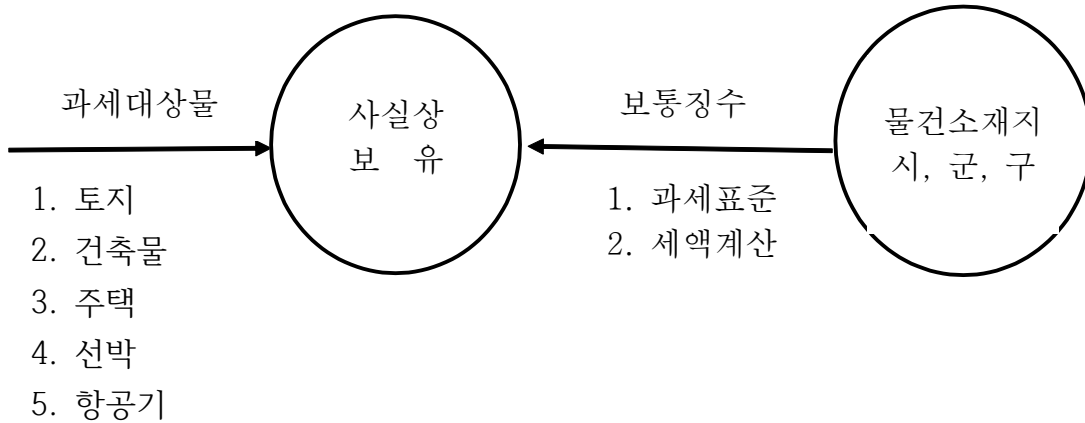 과세대상물
1. 토지
2. 건축물
3. 주택
4. 선박
5. 항공기
사실상
보 유
보통징수
1. 과세표준
2. 세액계산
물건소재지
시, 군, 구